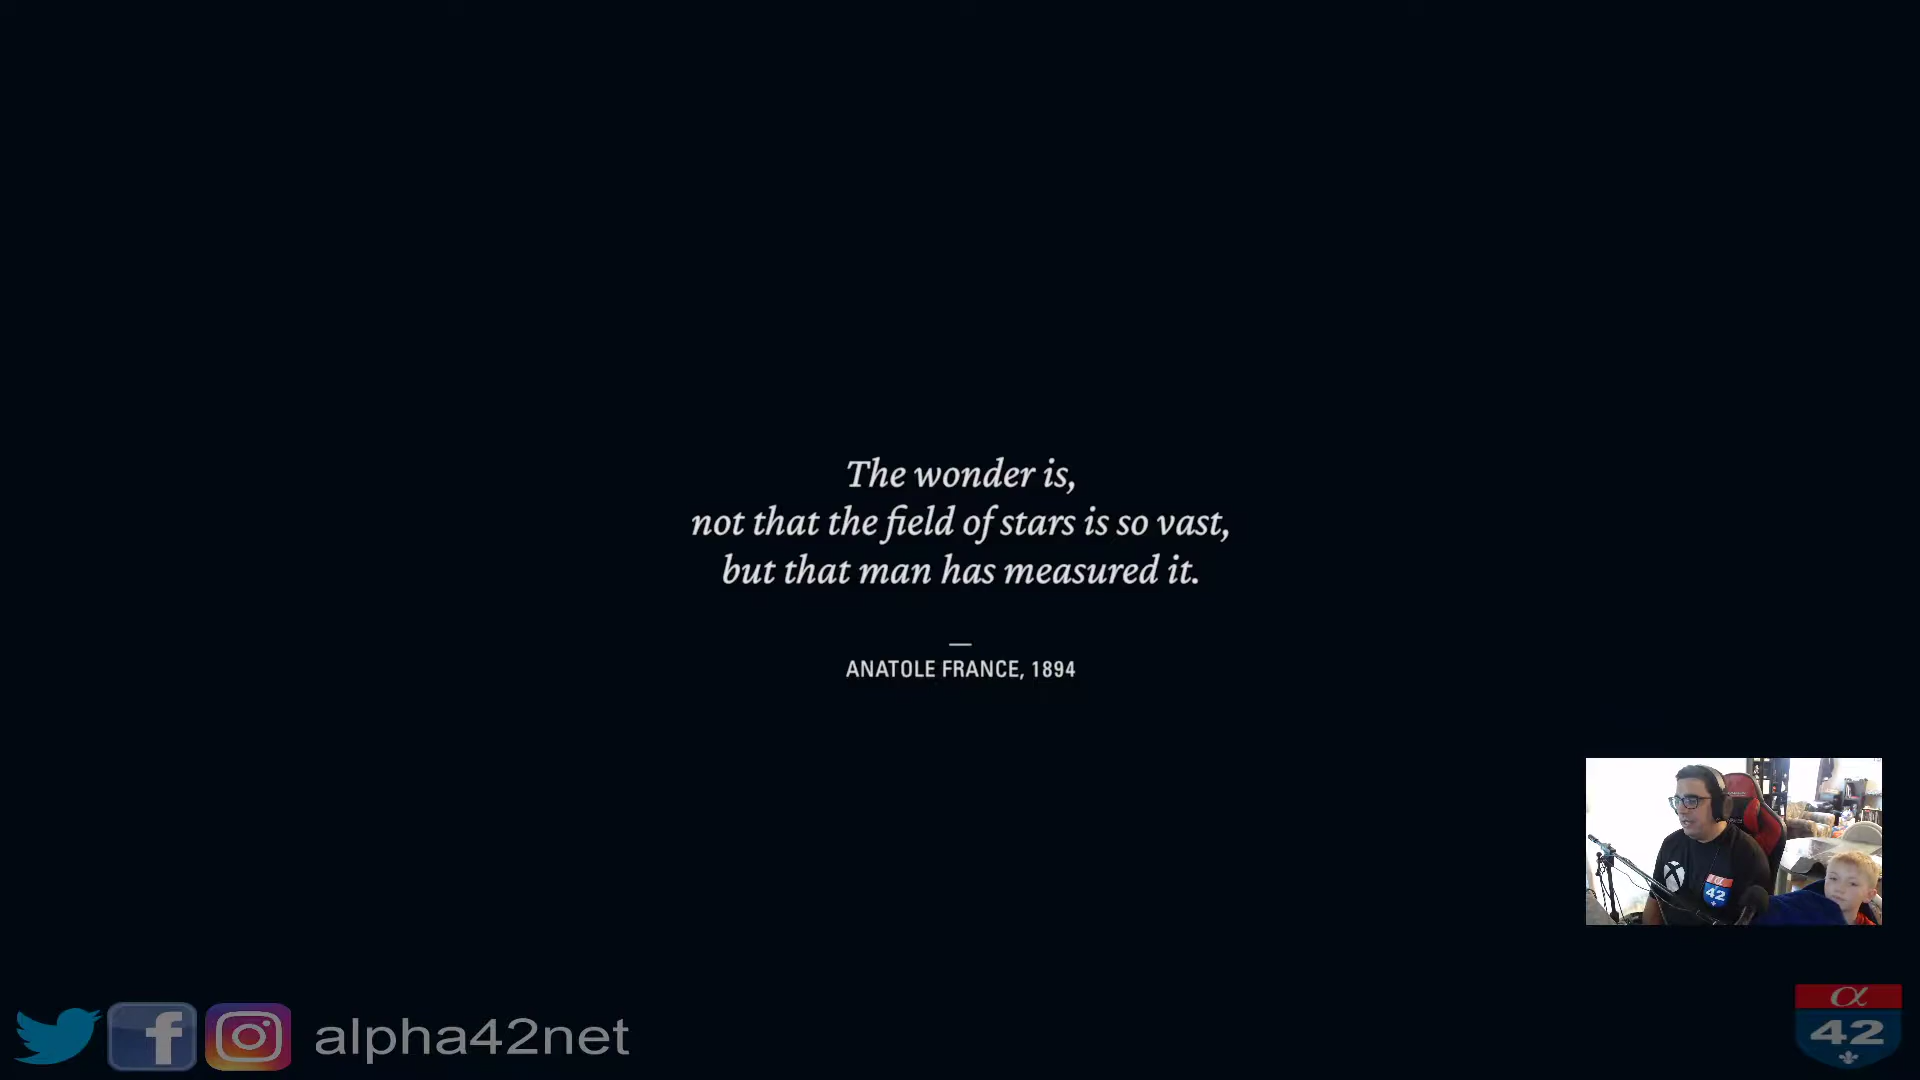 The wonder is,
not that the field of stars is so vast,
but that man has measured it.
ANATOLE FRANCE, 1894
42
alpha42net
α
42